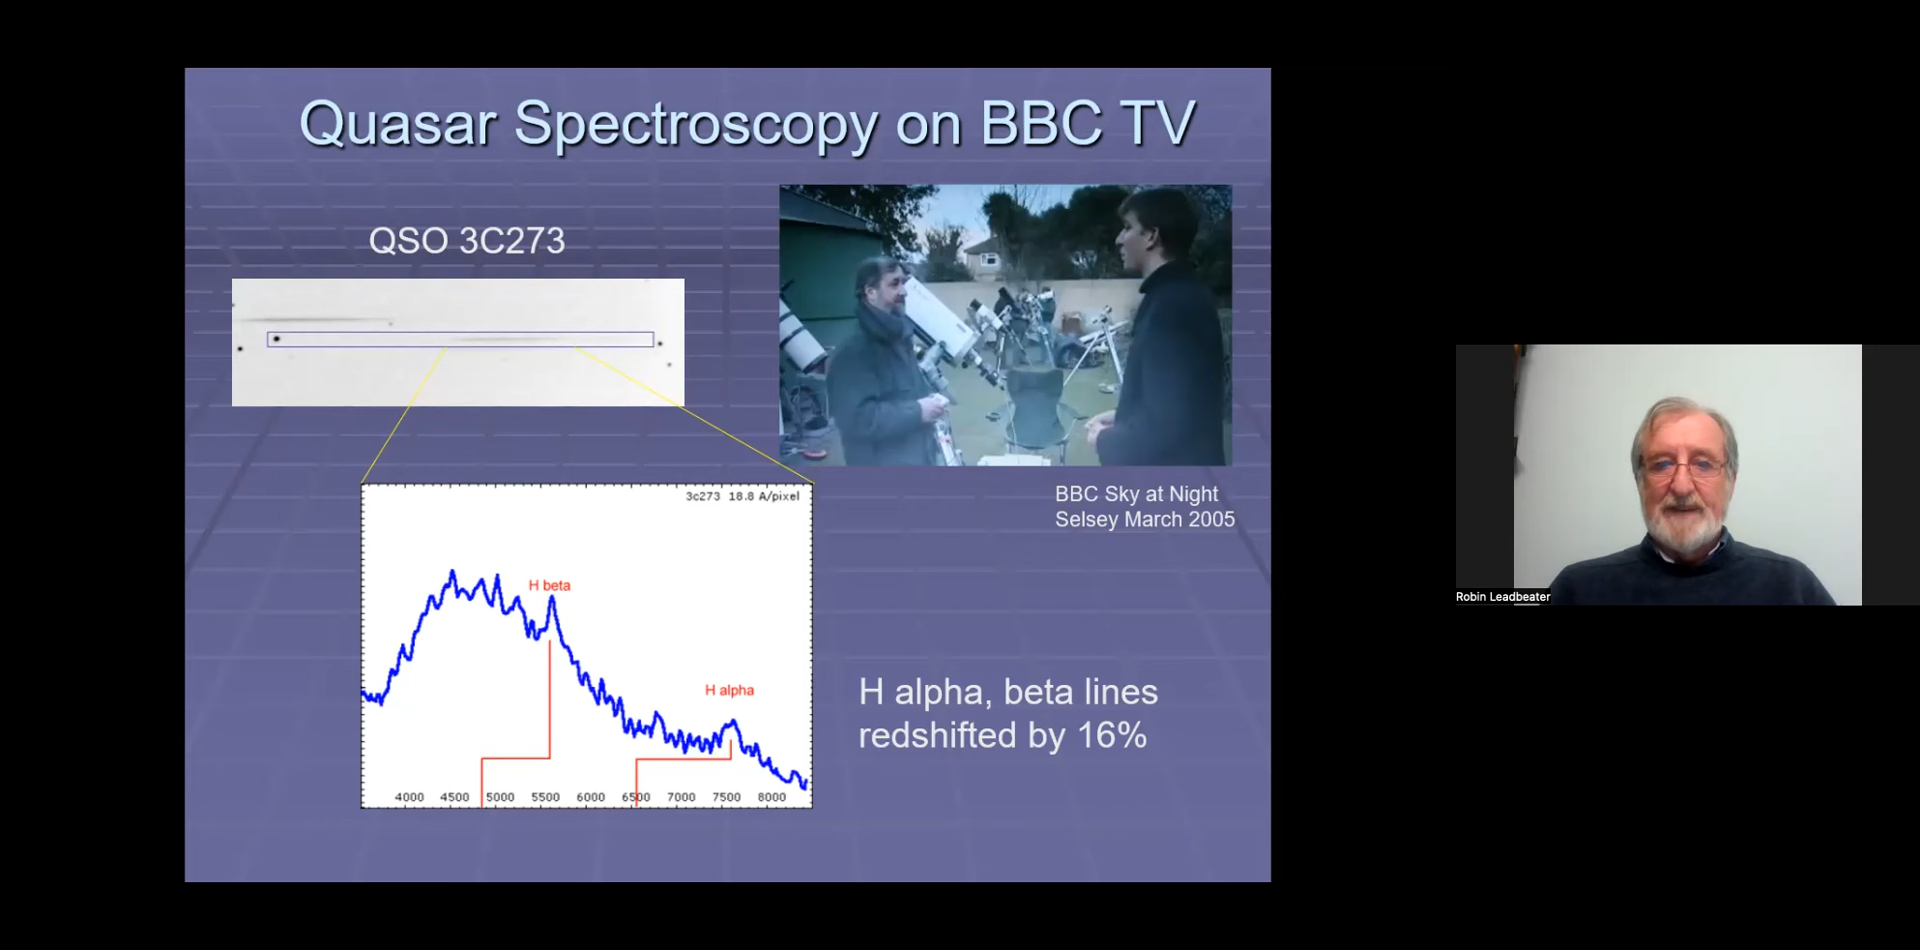 Quasar Spectroscopy on BBC TV
QSO 3C273
BBC Sky at Night
Selsey March 2005
3c273 18.8 A/pixel
H beta
H alpha
4000 4500 5000 5500 6000 6500 7000 7500 8000
H alpha, beta lines
redshifted by 16%
Robin Leadbeater